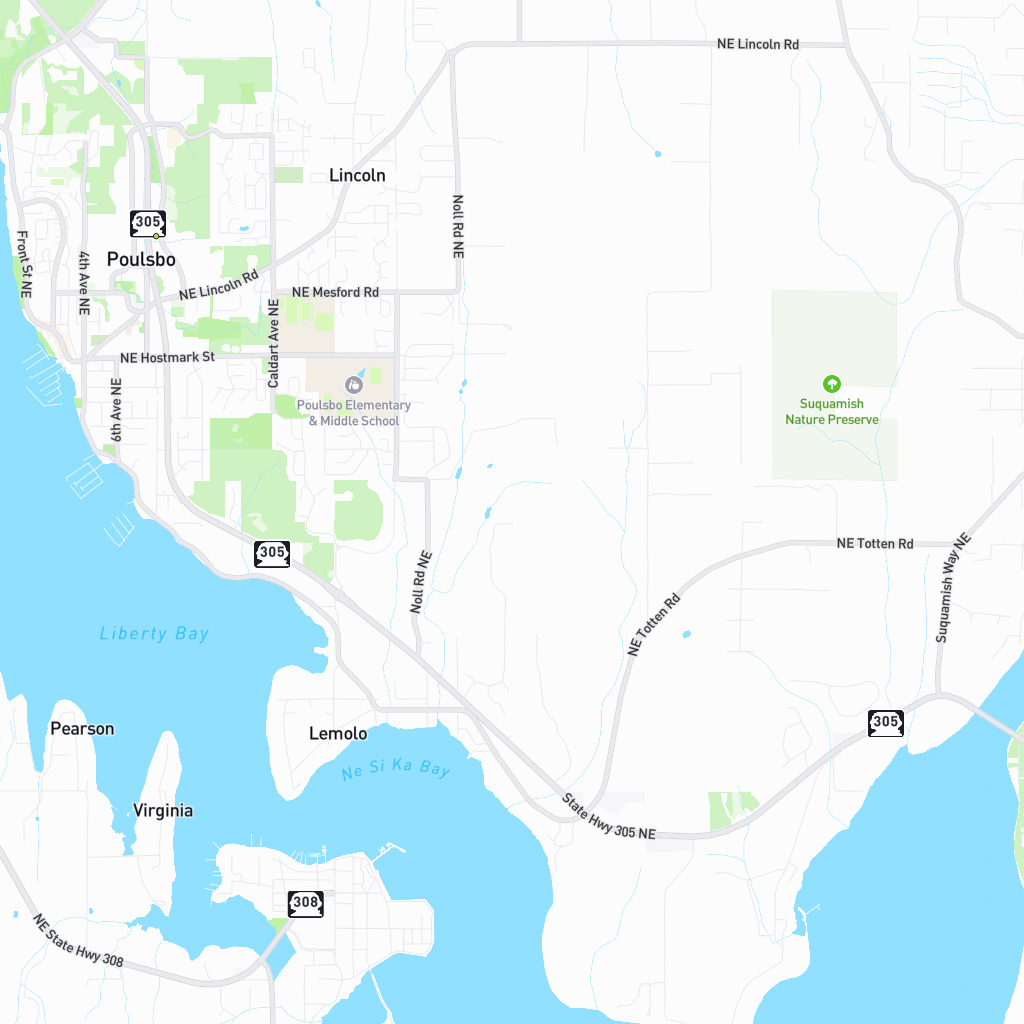 NE Lincoln Rd
Lincoln
305
Noll Rd NE
Poulsbo
Front St NE
4th Ave NE
NE Lincoln Rd
NE Mesford Rd
Caldart Ave NE
NE Hostmark St
6th Ave NE
Poulsbo Elementary
& Middle School
Suquamish
Nature Preserve
305
NE Totten Rd
Noll Rd NE
Suquamish Way NE
NE Totten Rd
Liberty Bay
Pearson
Lemolo
305
Ne Si Ka Bay
Virginia
State Hwy 305 NE
308
NE State Hwy 308